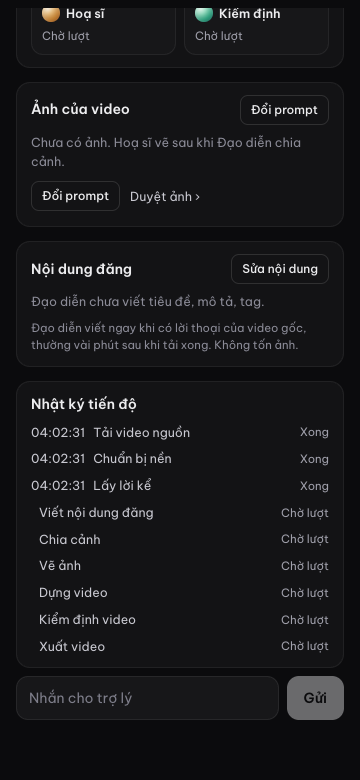 Hoạ sĩ
Kiểm định
Chờ lượt
Chờ lượt
Ảnh của video
Đổi prompt
Chưa có ảnh. Hoạ sĩ vẽ sau khi Đạo diễn chia
cảnh.
Đổi prompt
Duyệt ảnh ›
Nội dung đăng
Sửa nội dung
Đạo diễn chưa viết tiêu đề, mô tả, tag.
Đạo diễn viết ngay khi có lời thoại của video gốc,
thường vài phút sau khi tải xong. Không tốn ảnh.
Nhật ký tiến độ
04:02:31 Tải video nguồn Xong
04:02:31 Chuẩn bị nền Xong
04:02:31 Lấy lời kể Xong
Viết nội dung đăng Chờ lượt
Chia cảnh Chờ lượt
Vẽ ảnh Chờ lượt
Dựng video Chờ lượt
Kiểm định video Chờ lượt
Xuất video Chờ lượt
Nhắn cho trợ lý
Gửi